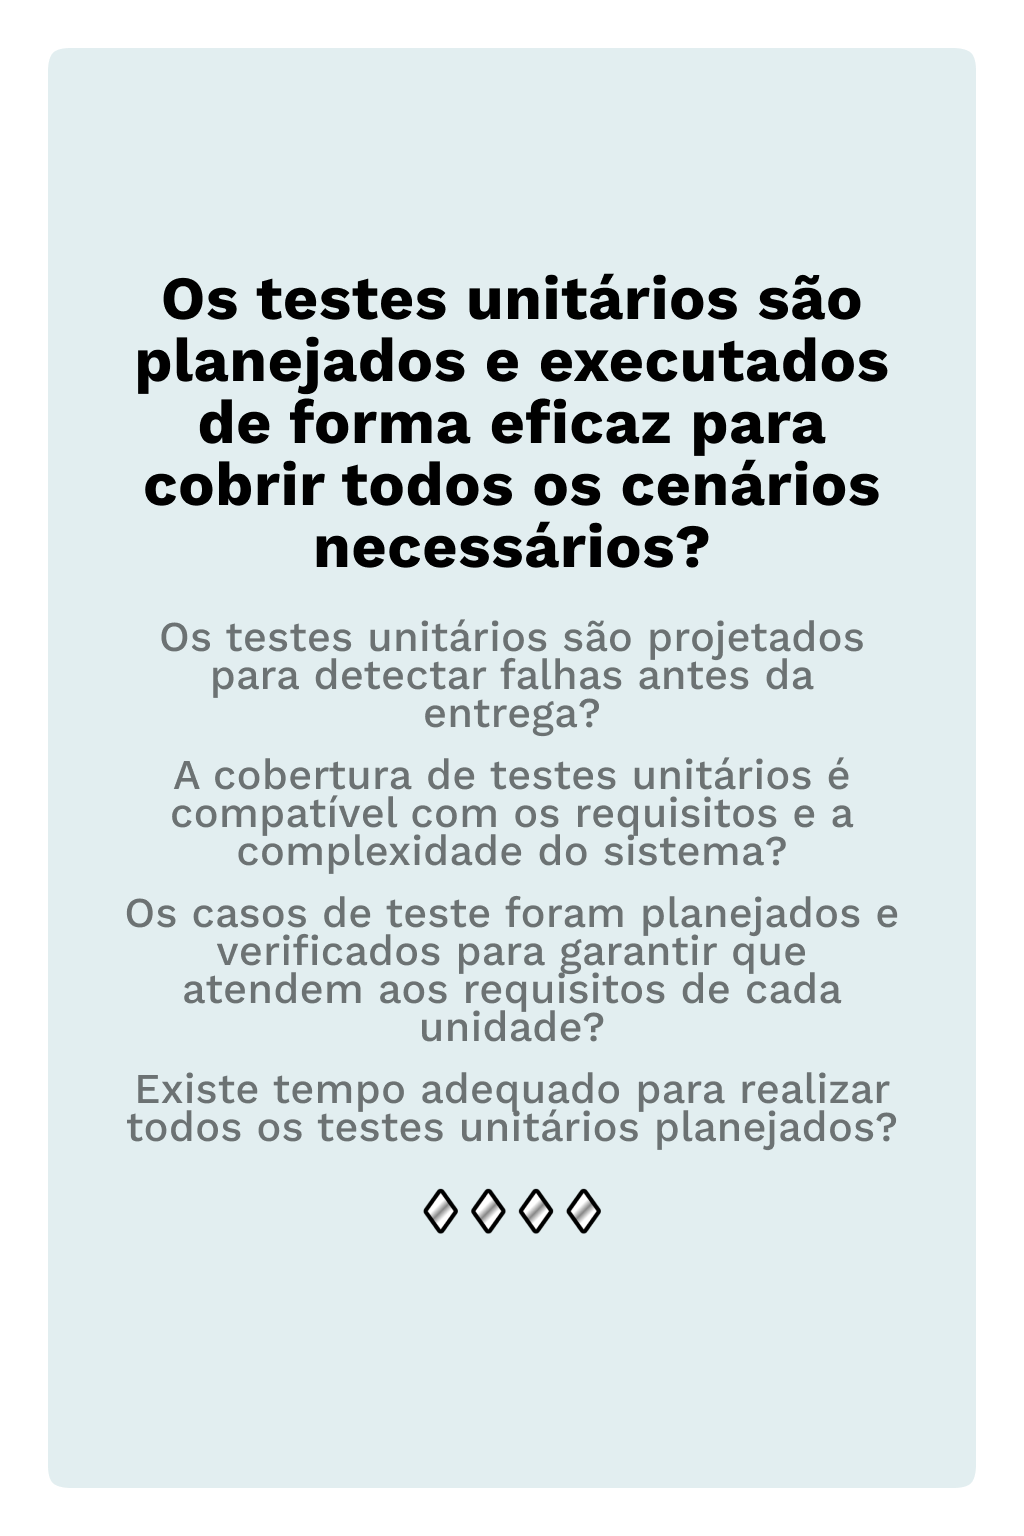 Os testes unitários são
planejados e executados
de forma eficaz para
cobrir todos os cenários
necessários?
Os testes unitários são projetados
para detectar falhas antes da
entrega?
A cobertura de testes unitários é
compatível com os requisitos e a
complexidade do sistema?
Os casos de teste foram planejados e
verificados para garantir que
atendem aos requisitos de cada
unidade?
Existe tempo adequado para realizar
todos os testes unitários planejados?